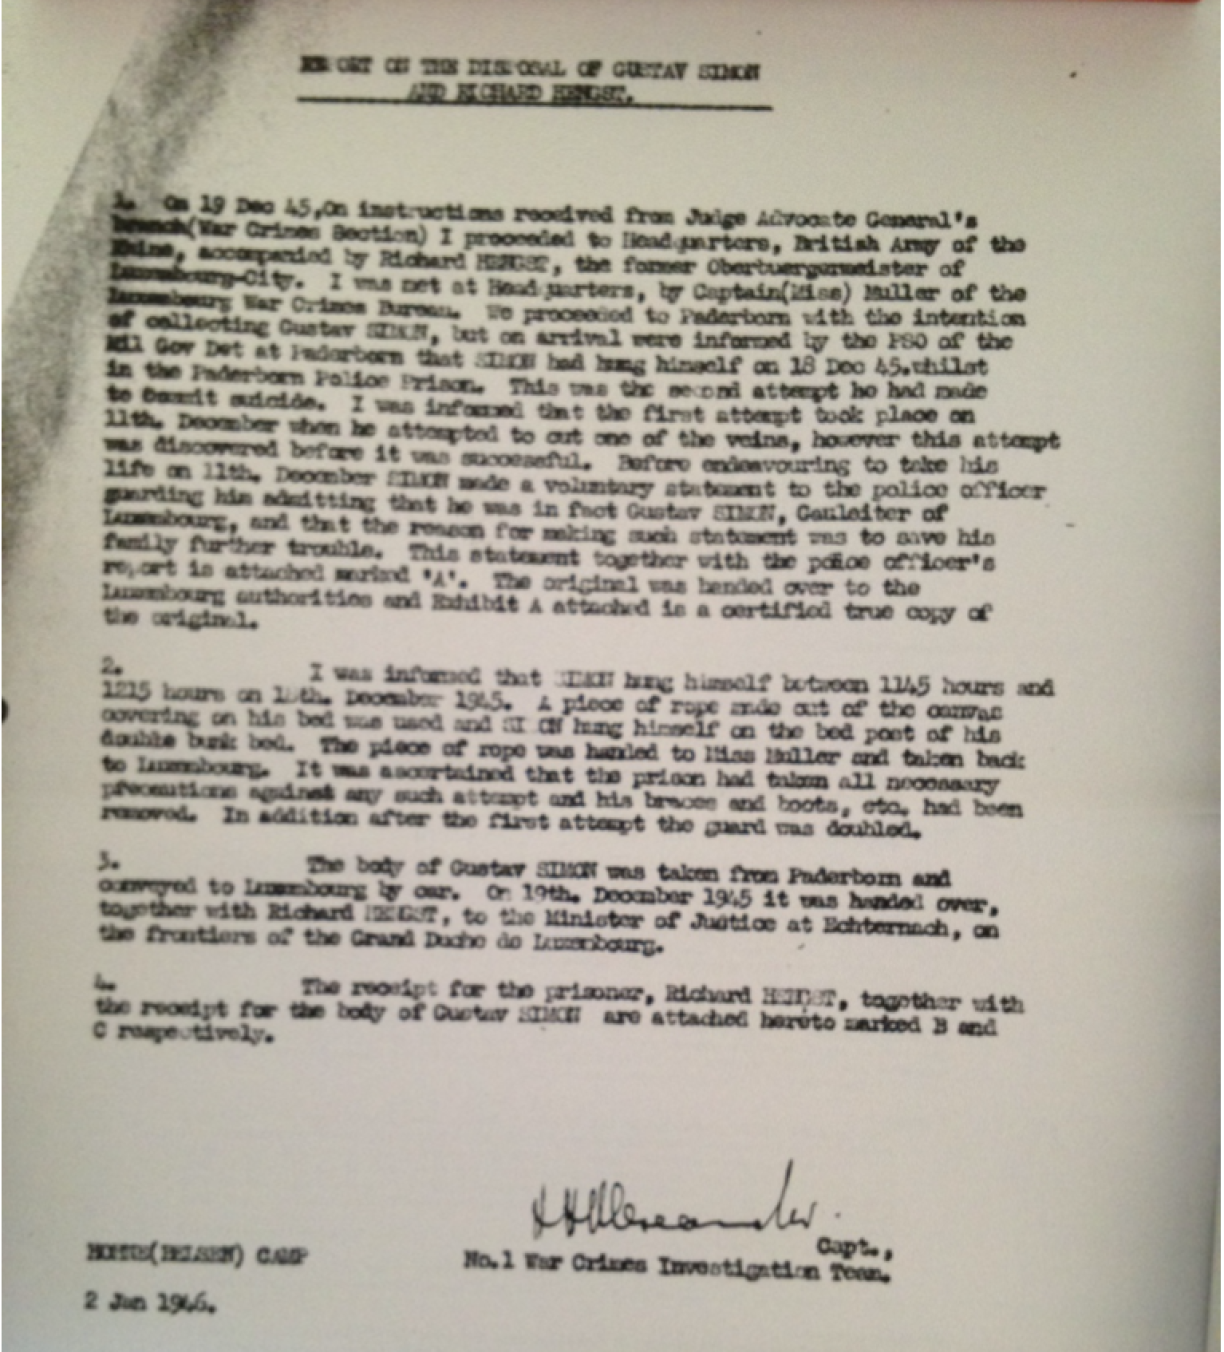 REPORT ON THE DISPOSAL OF GUSTAV SIMON
AND RICHARD HENGST.
1. On 19 Dec 45,On instructions received from Judge Advocate General's
Branch(War Crimes Section) I proceeded to Headquarters, British Army of the
Rhine, accompanied by Richard HENGST, the former Oberbuergermeister of
Luxembourg-City. I was met at Headquarters, by Captain(Miss) Muller of the
Luxembourg War Crimes Bureau. We proceeded to Paderborn with the intention
of collecting Gustav SIMON, but on arrival were informed by the PSO of the
Mil Gov Det at Paderborn that SIMON had hung himself on 18 Dec 45.whilst
in the Paderborn Police Prison. This was the second attempt he had made
to commit suicide. I was informed that the first attempt took place on
11th. December when he attempted to cut one of the veins, however this attempt
was discovered before it was successful. Before endeavouring to take his
life on 11th. December SIMON made a voluntary statement to the police officer
guarding him admitting that he was in fact Gustav SIMON, Gauleiter of
Luxembourg, and that the reason for making such statement was to save his
family further trouble. This statement together with the police officer's
report is attached marked 'A'. The original was handed over to the
Luxembourg authorities and Exhibit A attached is a certified true copy of
the original.
2. I was informed that SIMON hung himself between 1145 hours and
1215 hours on December 1945. A piece of rope made out of the canvas
covering on his bed was used and SIMON hung himself on the bed post of his
double bunk bed. The piece of rope was handed to Miss Muller and taken back
to Luxembourg. It was ascertained that the prison had taken all necessary
precautions against any such attempt and his braces and boots, etc. had been
removed. In addition after the first attempt the guard was doubled.
3. The body of Gustav SIMON was taken from Paderborn and
conveyed to Luxembourg by car. On 19th. December 1945 it was handed over,
together with Richard HENGST, to the Minister of Justice at Echternach, on
the frontiers of the Grand Duche de Luxembourg.
4. The receipt for the prisoner, Richard HENGST, together with
the receipt for the body of Gustav SIMON are attached hereto marked B and
C respectively.
HHAlexander.
Capt.,
No.1 War Crimes Investigation Team.
HOHNE(BELSEN) CAMP
2 Jan 1946.